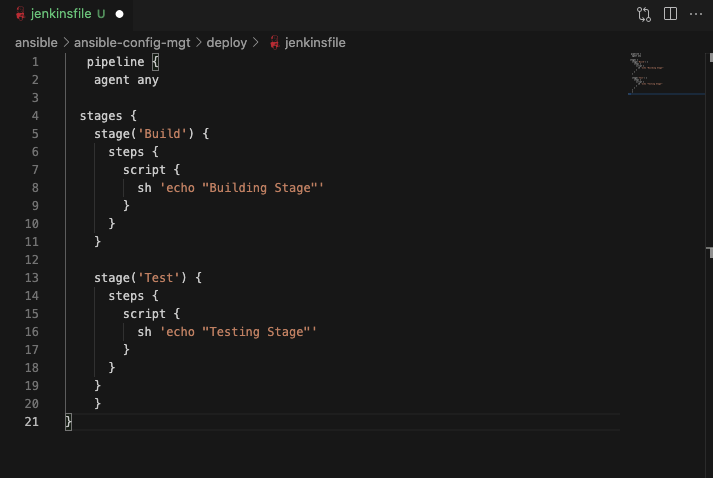 jenkinsfile U
ansible > ansible-config-mgt > deploy > jenkinsfile
1 pipeline {
2 agent any
3
4 stages {
5 stage('Build') {
6 steps {
7 script {
8 sh 'echo "Building Stage"'
9 }
10 }
11 }
12
13 stage('Test') {
14 steps {
15 script {
16 sh 'echo "Testing Stage"'
17 }
18 }
19 }
20 }
21 }